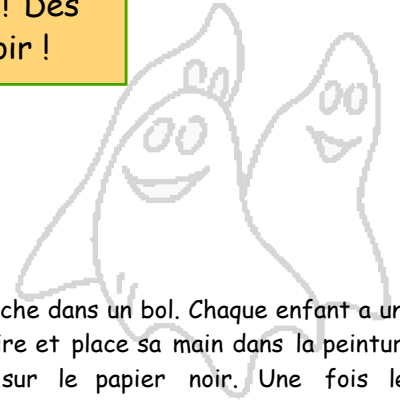 ! Des
oir !
che dans un bol. Chaque enfant a un
ire et place sa main dans la peintur
sur le papier noir. Une fois le